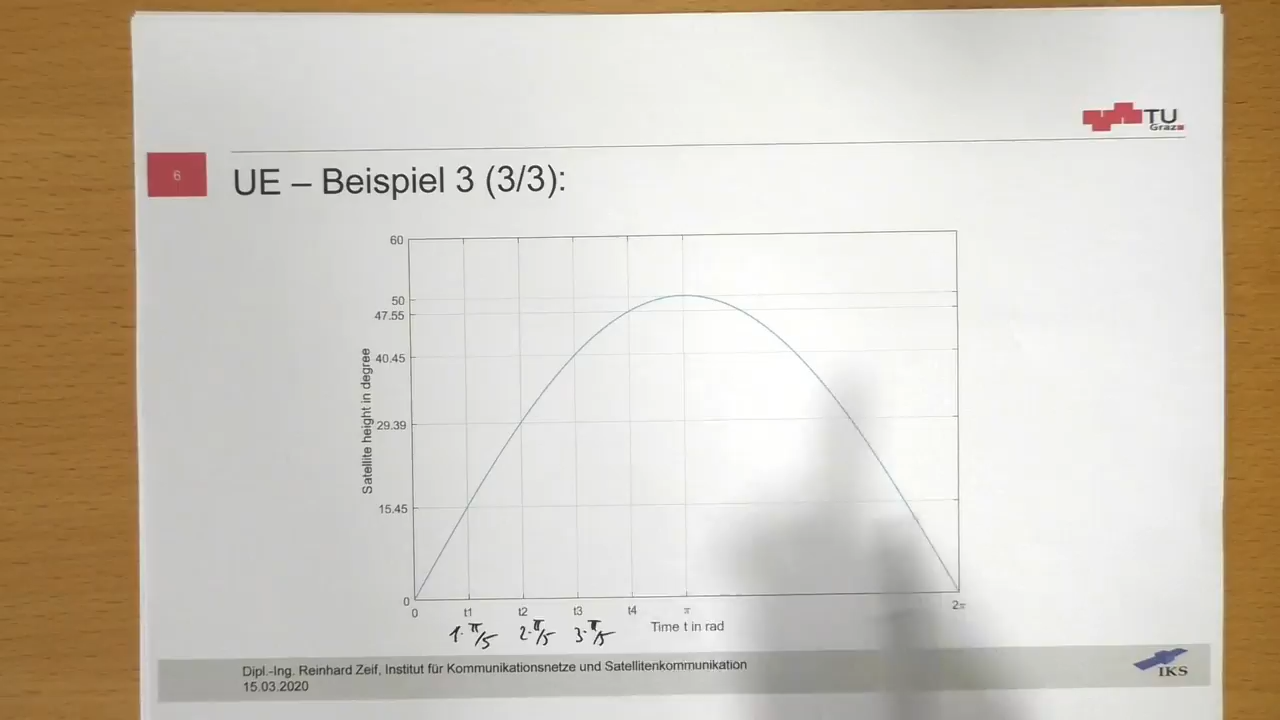 TU
Graz
6
UE – Beispiel 3 (3/3):
60
50
47.55
40.45
29.39
15.45
0
Satellite height in degree
0 t1 t2 t3 t4 π 2π
1·π/5 2·π/5 3·π/5
Time t in rad
Dipl.-Ing. Reinhard Zeif, Institut für Kommunikationsnetze und Satellitenkommunikation
15.03.2020
IKS